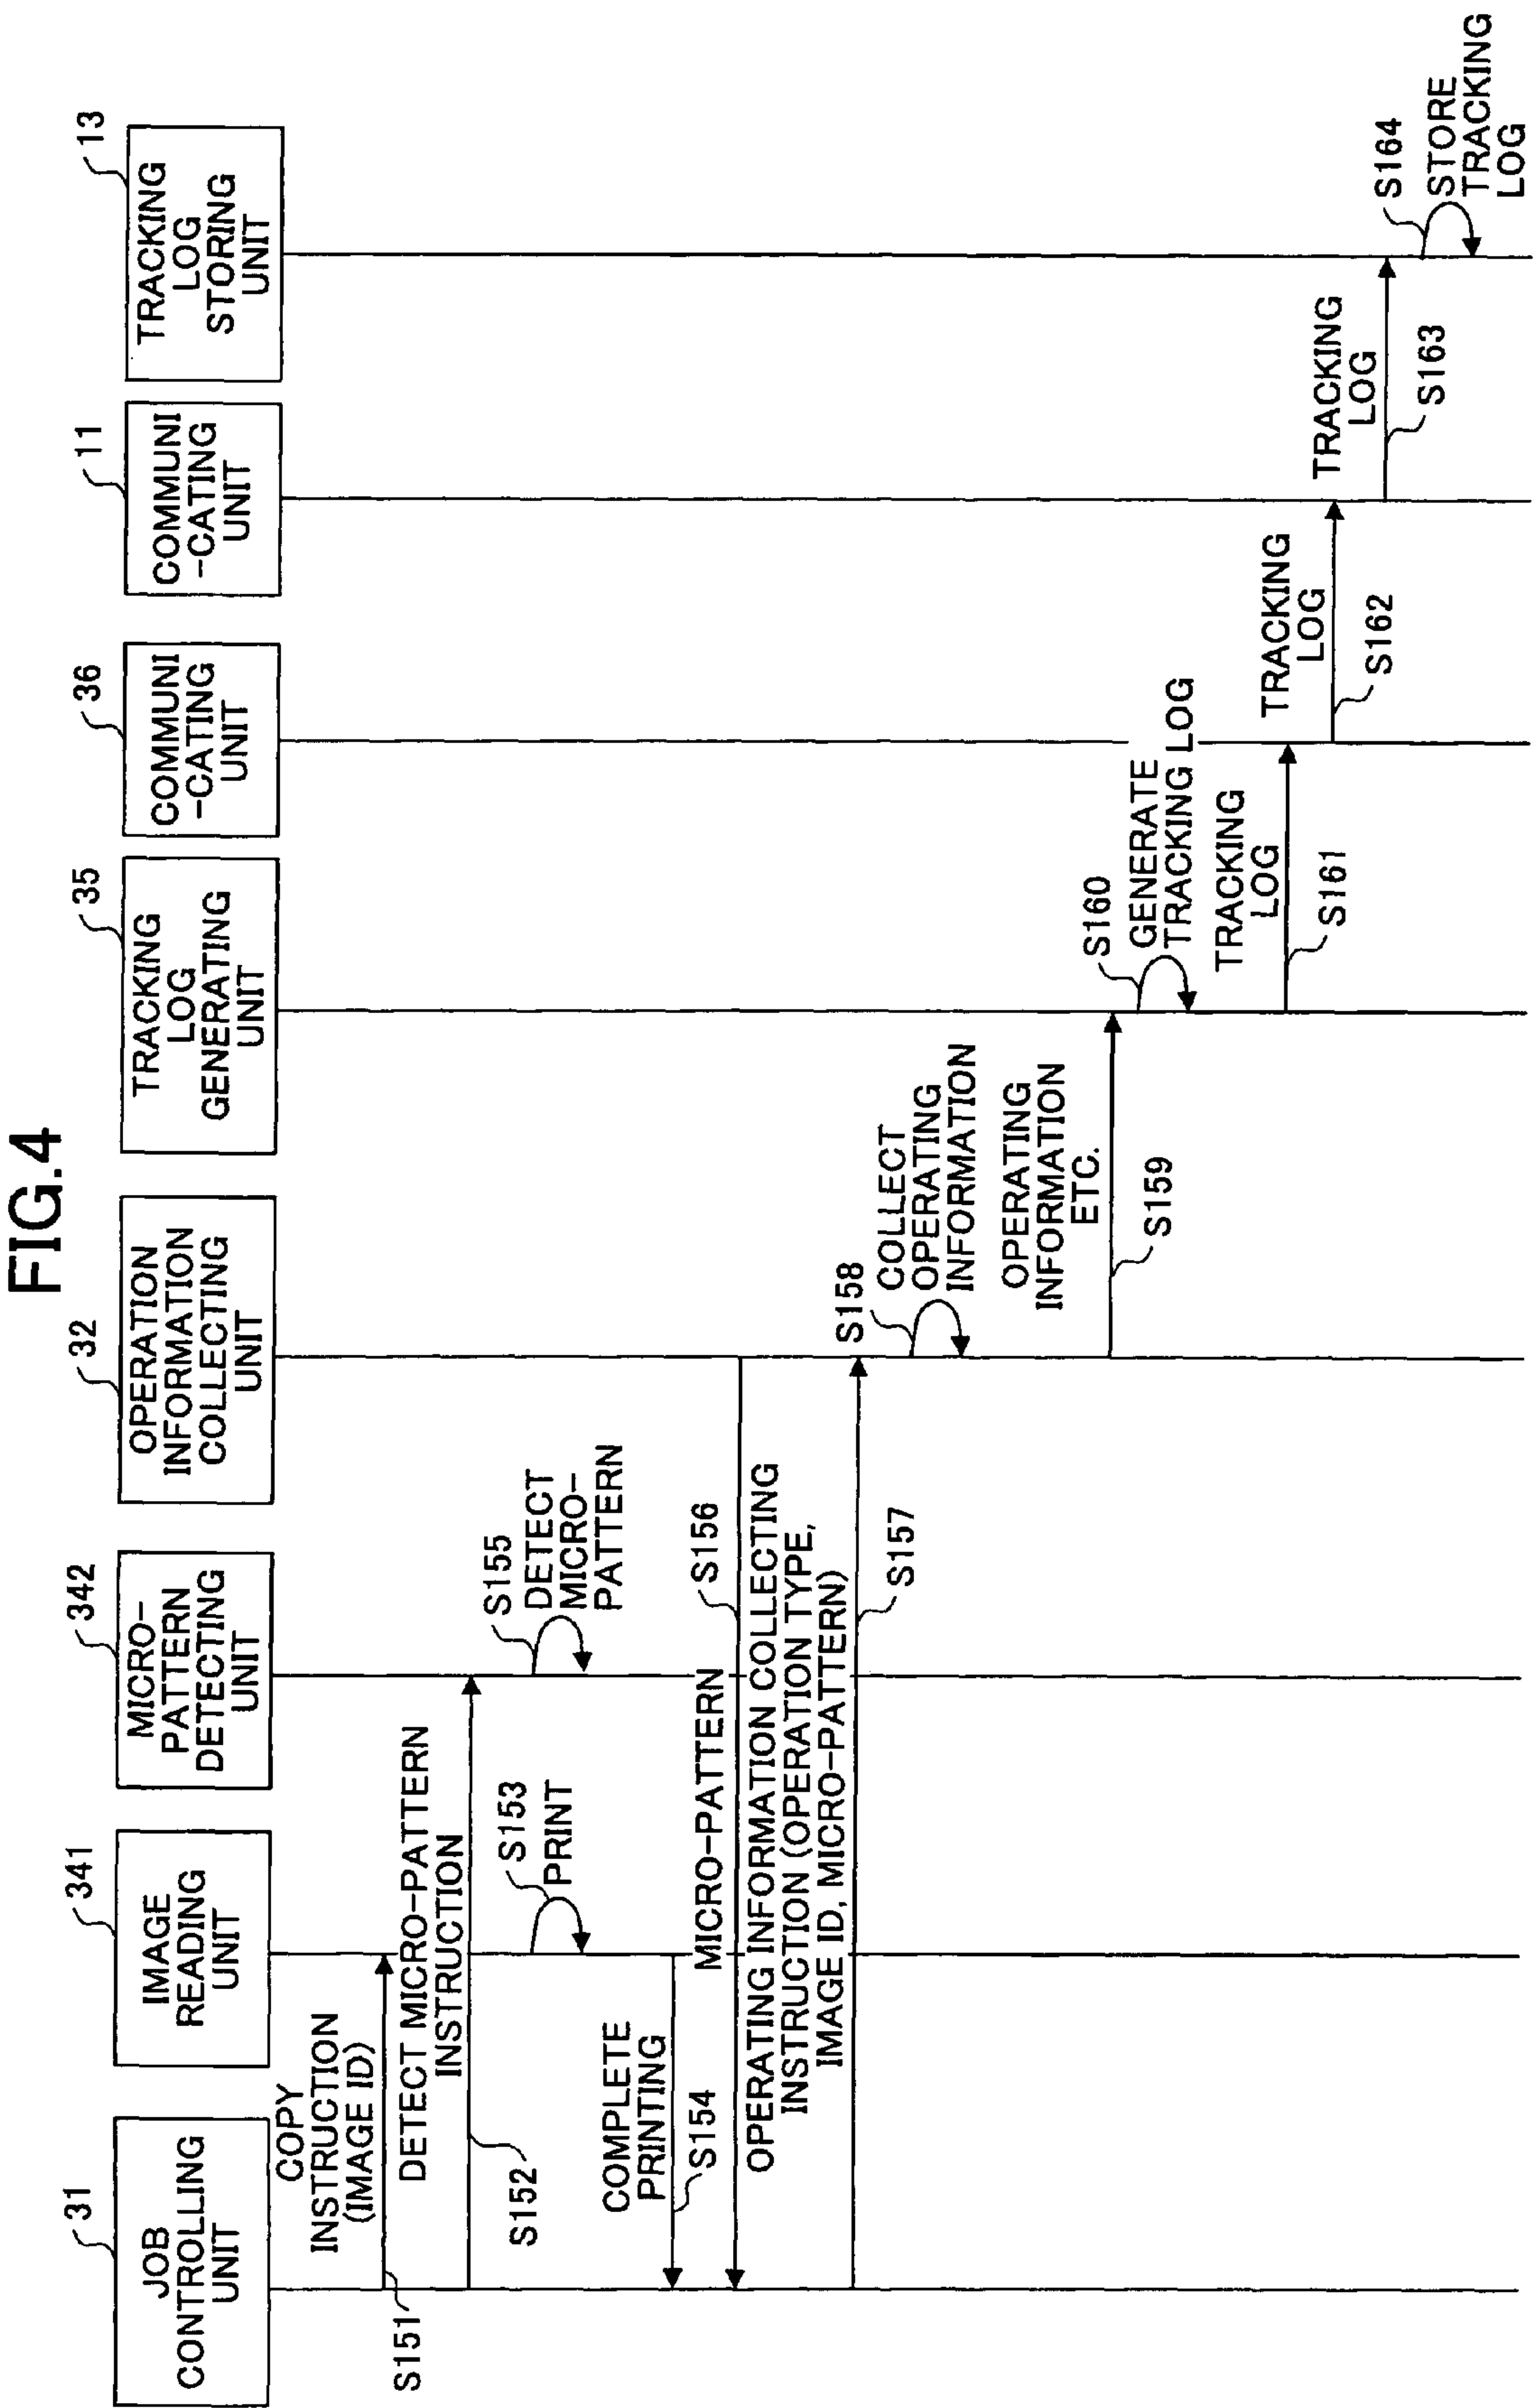 FIG.4
31
JOB
CONTROLLING
UNIT
341
IMAGE
READING
UNIT
342
MICRO-
PATTERN
DETECTING
UNIT
32
OPERATION
INFORMATION
COLLECTING
UNIT
35
TRACKING
LOG
GENERATING
UNIT
36
COMMUNI
-CATING
UNIT
11
COMMUNI
-CATING
UNIT
13
TRACKING
LOG
STORING
UNIT
COPY
INSTRUCTION
(IMAGE ID)
S151
DETECT MICRO-PATTERN
INSTRUCTION
S152
S153
PRINT
S155
DETECT
MICRO-
PATTERN
COMPLETE
PRINTING
S154
MICRO-PATTERN
S156
OPERATING INFORMATION COLLECTING
INSTRUCTION (OPERATION TYPE,
IMAGE ID, MICRO-PATTERN)
S157
S158
COLLECT
OPERATING
INFORMATION
OPERATING
INFORMATION
ETC.
S159
S160
GENERATE
TRACKING LOG
TRACKING
LOG
S161
TRACKING
LOG
S162
TRACKING
LOG
S163
S164
STORE
TRACKING
LOG